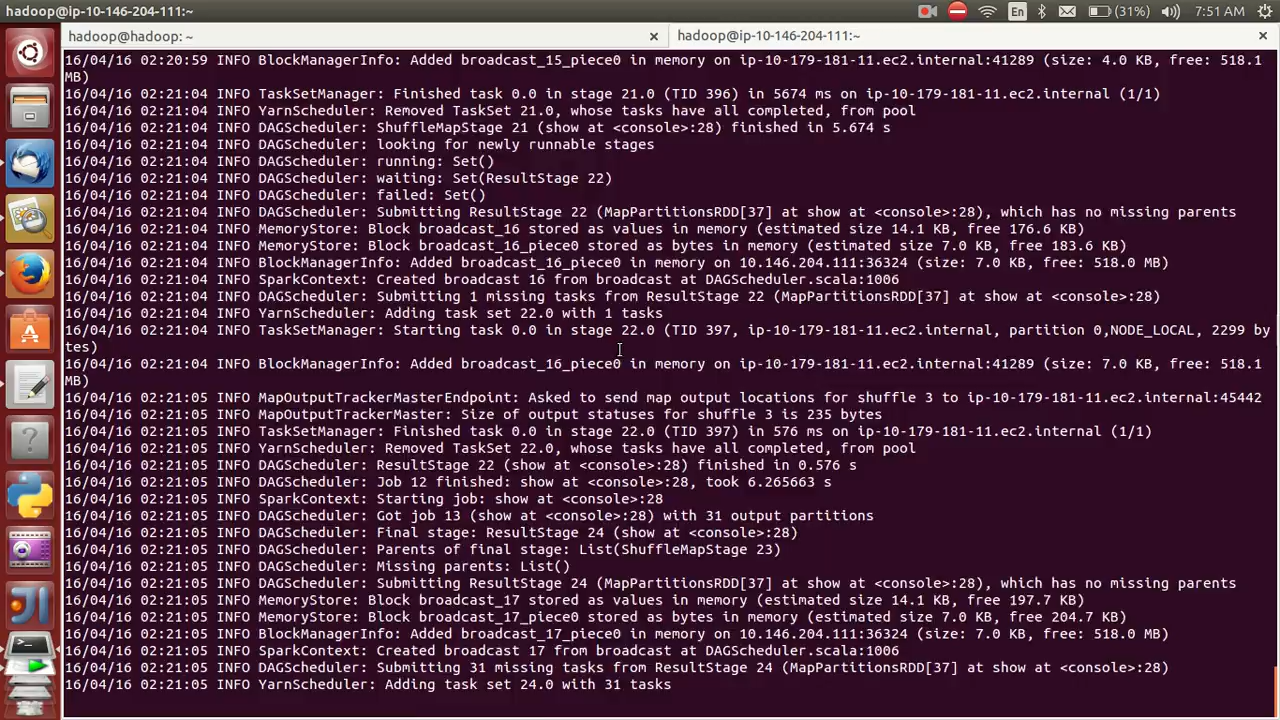 hadoop@ip-10-146-204-111:~
En
(31%)
7:51 AM
hadoop@hadoop: ~
hadoop@ip-10-146-204-111:~
16/04/16 02:20:59 INFO BlockManagerInfo: Added broadcast_15_piece0 in memory on ip-10-179-181-11.ec2.internal:41289 (size: 4.0 KB, free: 518.1
MB)
16/04/16 02:21:04 INFO TaskSetManager: Finished task 0.0 in stage 21.0 (TID 396) in 5674 ms on ip-10-179-181-11.ec2.internal (1/1)
16/04/16 02:21:04 INFO YarnScheduler: Removed TaskSet 21.0, whose tasks have all completed, from pool
16/04/16 02:21:04 INFO DAGScheduler: ShuffleMapStage 21 (show at <console>:28) finished in 5.674 s
16/04/16 02:21:04 INFO DAGScheduler: looking for newly runnable stages
16/04/16 02:21:04 INFO DAGScheduler: running: Set()
16/04/16 02:21:04 INFO DAGScheduler: waiting: Set(ResultStage 22)
16/04/16 02:21:04 INFO DAGScheduler: failed: Set()
16/04/16 02:21:04 INFO DAGScheduler: Submitting ResultStage 22 (MapPartitionsRDD[37] at show at <console>:28), which has no missing parents
16/04/16 02:21:04 INFO MemoryStore: Block broadcast_16 stored as values in memory (estimated size 14.1 KB, free 176.6 KB)
16/04/16 02:21:04 INFO MemoryStore: Block broadcast_16_piece0 stored as bytes in memory (estimated size 7.0 KB, free 183.6 KB)
16/04/16 02:21:04 INFO BlockManagerInfo: Added broadcast_16_piece0 in memory on 10.146.204.111:36324 (size: 7.0 KB, free: 518.0 MB)
16/04/16 02:21:04 INFO SparkContext: Created broadcast 16 from broadcast at DAGScheduler.scala:1006
16/04/16 02:21:04 INFO DAGScheduler: Submitting 1 missing tasks from ResultStage 22 (MapPartitionsRDD[37] at show at <console>:28)
16/04/16 02:21:04 INFO YarnScheduler: Adding task set 22.0 with 1 tasks
16/04/16 02:21:04 INFO TaskSetManager: Starting task 0.0 in stage 22.0 (TID 397, ip-10-179-181-11.ec2.internal, partition 0,NODE_LOCAL, 2299 by
tes)
16/04/16 02:21:04 INFO BlockManagerInfo: Added broadcast_16_piece0 in memory on ip-10-179-181-11.ec2.internal:41289 (size: 7.0 KB, free: 518.1
MB)
16/04/16 02:21:05 INFO MapOutputTrackerMasterEndpoint: Asked to send map output locations for shuffle 3 to ip-10-179-181-11.ec2.internal:45442
16/04/16 02:21:05 INFO MapOutputTrackerMaster: Size of output statuses for shuffle 3 is 235 bytes
16/04/16 02:21:05 INFO TaskSetManager: Finished task 0.0 in stage 22.0 (TID 397) in 576 ms on ip-10-179-181-11.ec2.internal (1/1)
16/04/16 02:21:05 INFO YarnScheduler: Removed TaskSet 22.0, whose tasks have all completed, from pool
16/04/16 02:21:05 INFO DAGScheduler: ResultStage 22 (show at <console>:28) finished in 0.576 s
16/04/16 02:21:05 INFO DAGScheduler: Job 12 finished: show at <console>:28, took 6.265663 s
16/04/16 02:21:05 INFO SparkContext: Starting job: show at <console>:28
16/04/16 02:21:05 INFO DAGScheduler: Got job 13 (show at <console>:28) with 31 output partitions
16/04/16 02:21:05 INFO DAGScheduler: Final stage: ResultStage 24 (show at <console>:28)
16/04/16 02:21:05 INFO DAGScheduler: Parents of final stage: List(ShuffleMapStage 23)
16/04/16 02:21:05 INFO DAGScheduler: Missing parents: List()
16/04/16 02:21:05 INFO DAGScheduler: Submitting ResultStage 24 (MapPartitionsRDD[37] at show at <console>:28), which has no missing parents
16/04/16 02:21:05 INFO MemoryStore: Block broadcast_17 stored as values in memory (estimated size 14.1 KB, free 197.7 KB)
16/04/16 02:21:05 INFO MemoryStore: Block broadcast_17_piece0 stored as bytes in memory (estimated size 7.0 KB, free 204.7 KB)
16/04/16 02:21:05 INFO BlockManagerInfo: Added broadcast_17_piece0 in memory on 10.146.204.111:36324 (size: 7.0 KB, free: 518.0 MB)
16/04/16 02:21:05 INFO SparkContext: Created broadcast 17 from broadcast at DAGScheduler.scala:1006
16/04/16 02:21:05 INFO DAGScheduler: Submitting 31 missing tasks from ResultStage 24 (MapPartitionsRDD[37] at show at <console>:28)
16/04/16 02:21:05 INFO YarnScheduler: Adding task set 24.0 with 31 tasks